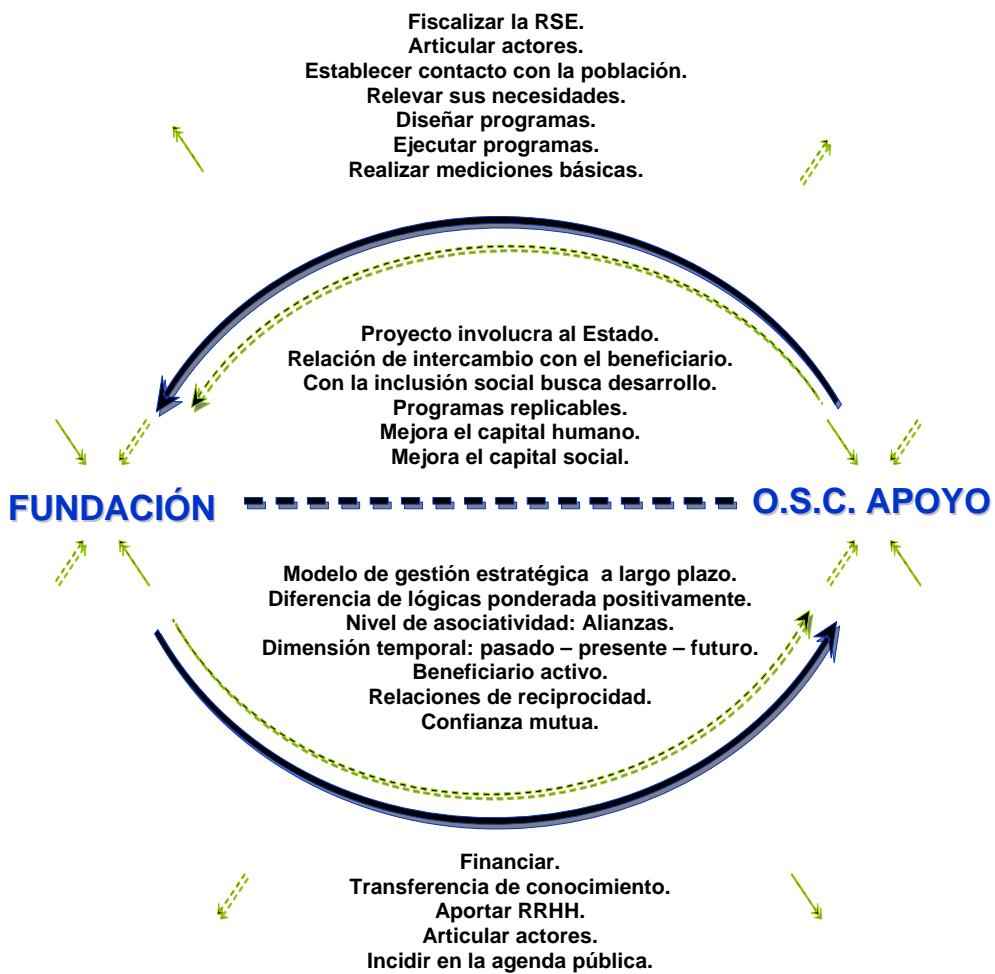 Fiscalizar la RSE.
Articular actores.
Establecer contacto con la población.
Relevar sus necesidades.
Diseñar programas.
Ejecutar programas.
Realizar mediciones básicas.
Proyecto involucra al Estado.
Relación de intercambio con el beneficiario.
Con la inclusión social busca desarrollo.
Programas replicables.
Mejora el capital humano.
Mejora el capital social.
FUNDACIÓN
O.S.C. APOYO
Modelo de gestión estratégica a largo plazo.
Diferencia de lógicas ponderada positivamente.
Nivel de asociatividad: Alianzas.
Dimensión temporal: pasado – presente – futuro.
Beneficiario activo.
Relaciones de reciprocidad.
Confianza mutua.
Financiar.
Transferencia de conocimiento.
Aportar RRHH.
Articular actores.
Incidir en la agenda pública.